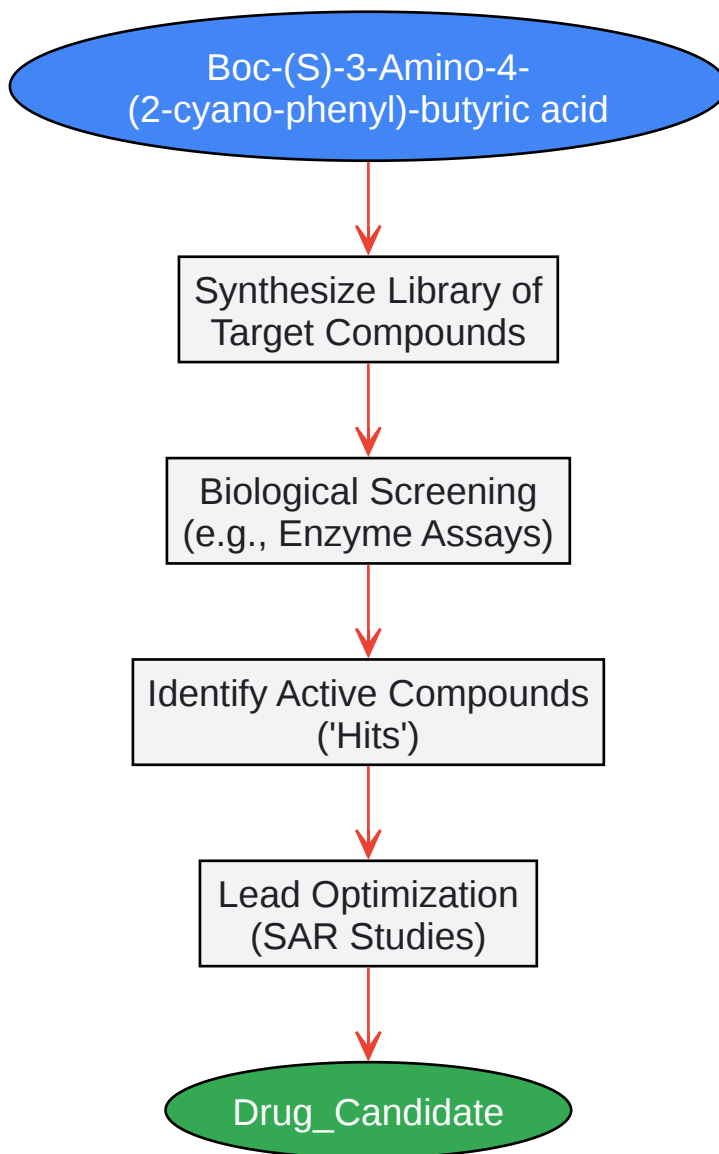 Boc-(S)-3-Amino-4-
(2-cyano-phenyl)-butyric acid
Synthesize Library of
Target Compounds
Biological Screening
(e.g., Enzyme Assays)
Identify Active Compounds
('Hits')
Lead Optimization
(SAR Studies)
Drug_Candidate